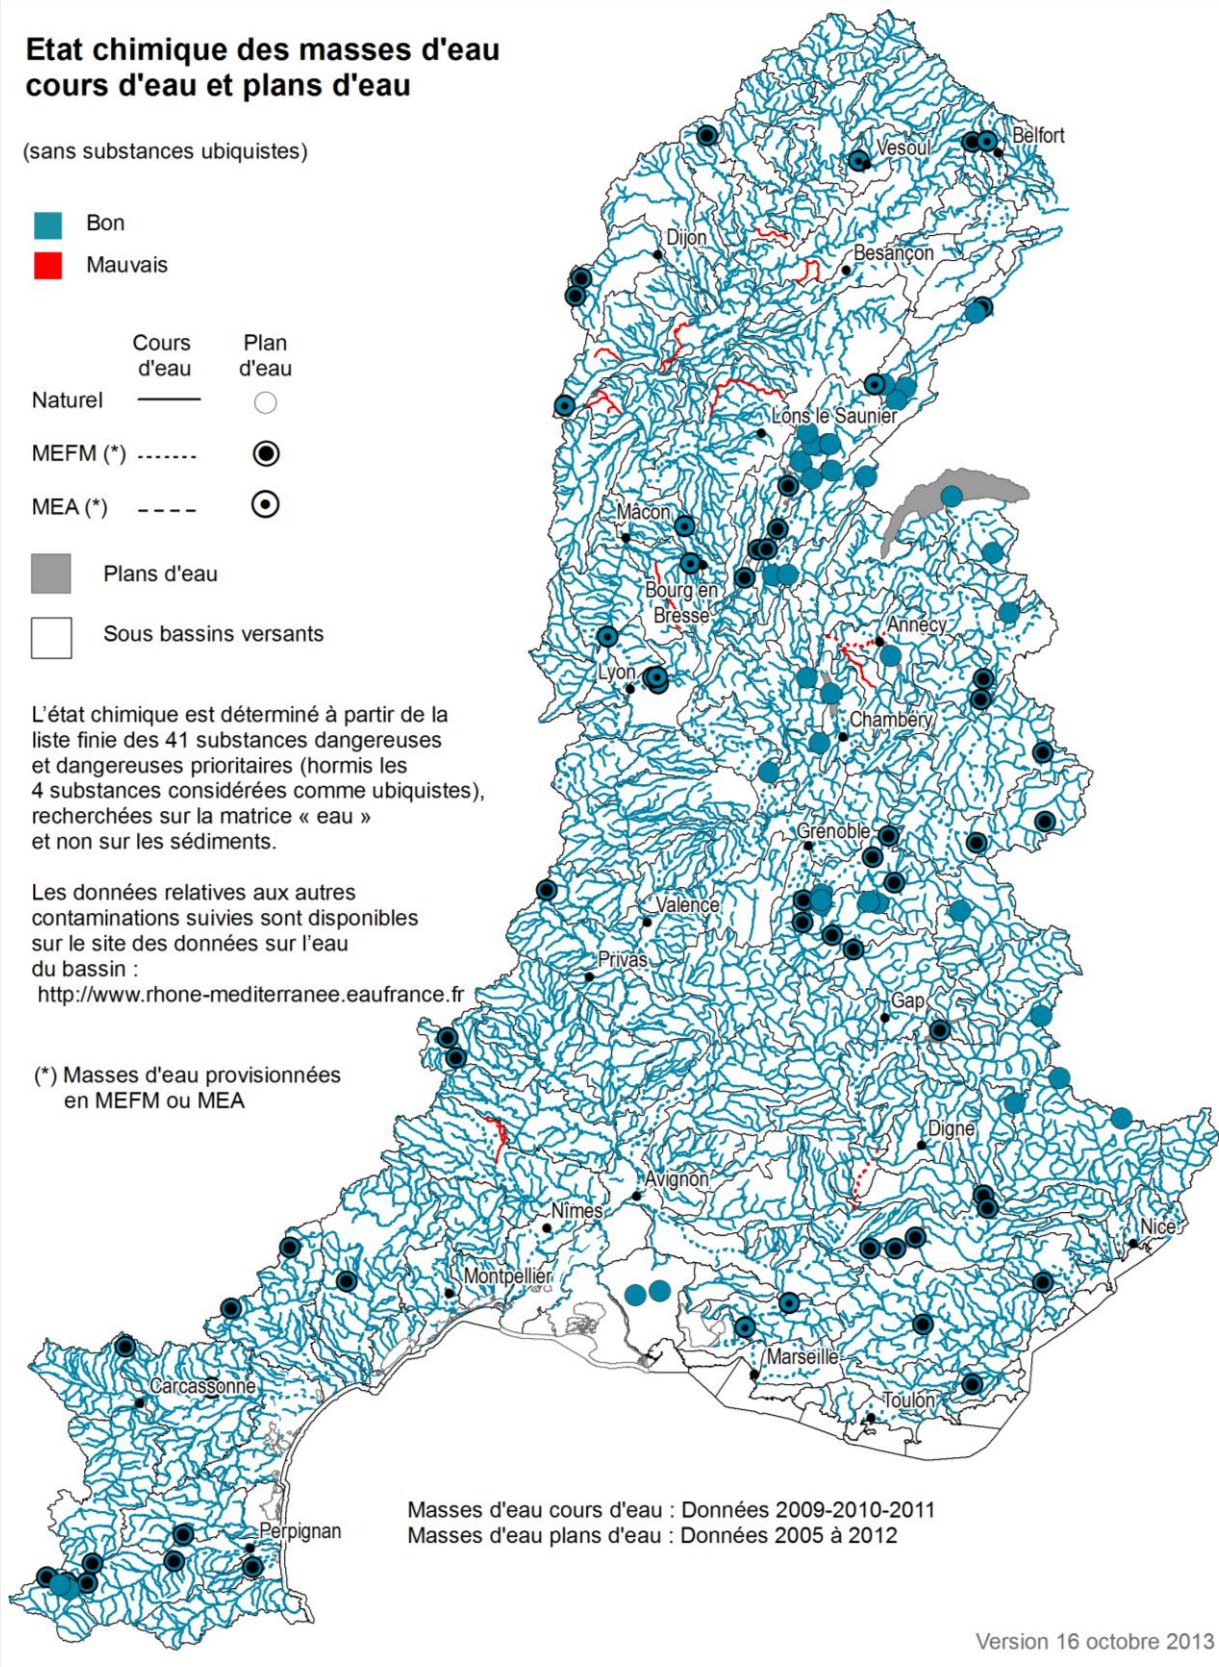 Etat chimique des masses d'eau
cours d'eau et plans d'eau
(sans substances ubiquistes)
Bon
Mauvais
Cours
d'eau
Plan
d'eau
Naturel
MEFM (*)
MEA (*)
Plans d'eau
Sous bassins versants
L'état chimique est déterminé à partir de la
liste finie des 41 substances dangereuses
et dangereuses prioritaires (hormis les
4 substances considérées comme ubiquistes),
recherchées sur la matrice « eau »
et non sur les sédiments.
Les données relatives aux autres
contaminations suivies sont disponibles
sur le site des données sur l'eau
du bassin :
http://www.rhone-mediterranee.eaufrance.fr
(*) Masses d'eau provisionnées
en MEFM ou MEA
Belfort
Vesoul
Dijon
Besançon
Lons le Saunier
Mâcon
Bourg en
Bresse
Annecy
Lyon
Chambéry
Grenoble
Valence
Privas
Gap
Digne
Avignon
Nîmes
Nice
Montpellier
Marseille
Carcassonne
Toulon
Perpignan
Masses d'eau cours d'eau : Données 2009-2010-2011
Masses d'eau plans d'eau : Données 2005 à 2012
Version 16 octobre 2013